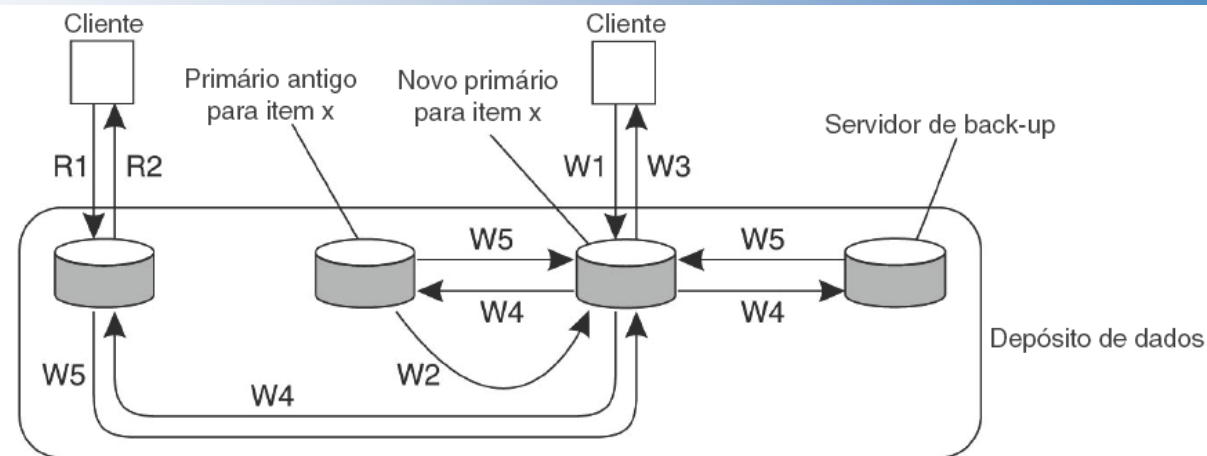 Cliente
Cliente
Primário antigo
para item x
Novo primário
para item x
Servidor de back-up
R1
R2
W1
W3
W5
W5
W4
W4
Depósito de dados
W5
W2
W4